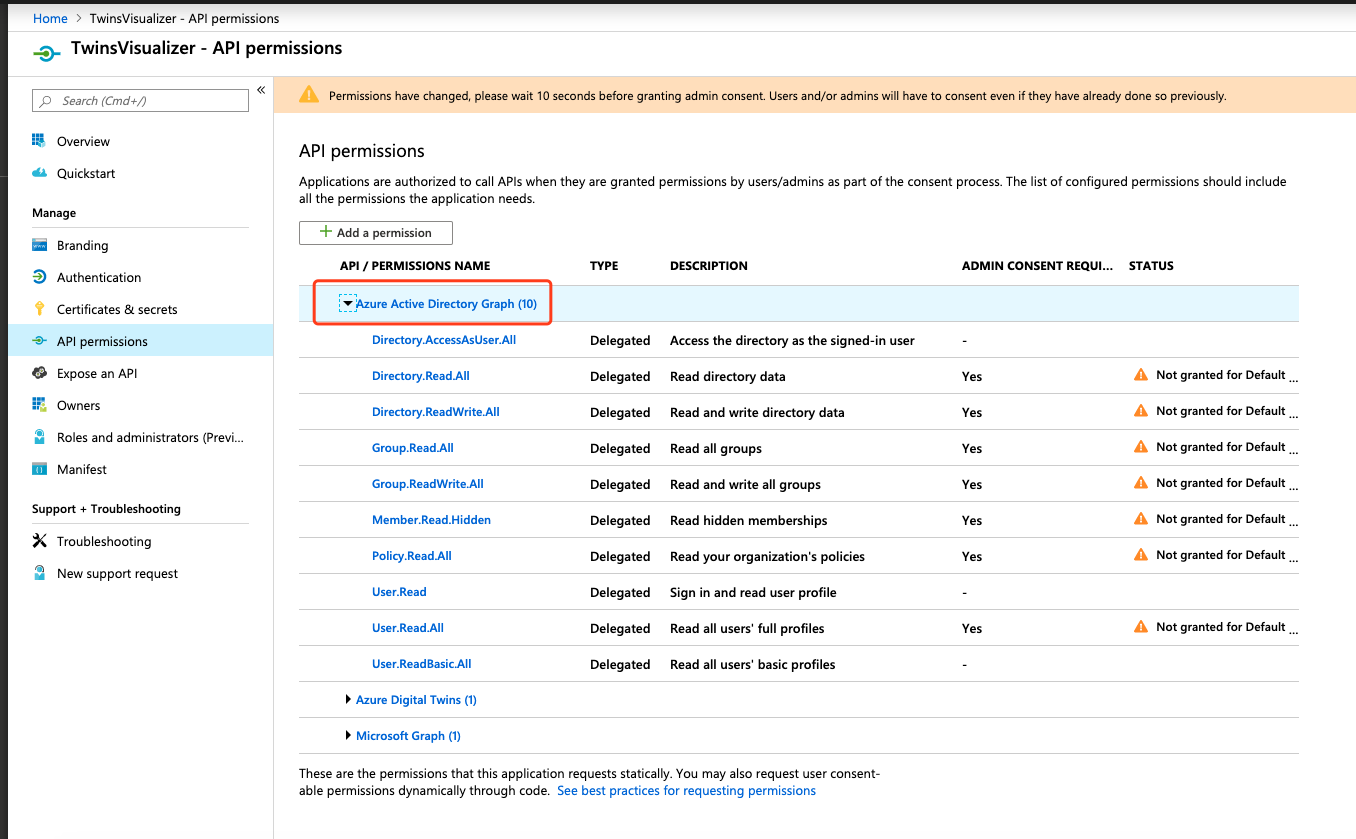 Home > TwinsVisualizer - API permissions
TwinsVisualizer - API permissions
Search (Cmd+/)
«
Overview
Quickstart
Manage
Branding
Authentication
Certificates & secrets
API permissions
Expose an API
Owners
Roles and administrators (Previ...
Manifest
Support + Troubleshooting
Troubleshooting
New support request
Permissions have changed, please wait 10 seconds before granting admin consent. Users and/or admins will have to consent even if they have already done so previously.
API permissions
Applications are authorized to call APIs when they are granted permissions by users/admins as part of the consent process. The list of configured permissions should include
all the permissions the application needs.
+ Add a permission
API / PERMISSIONS NAME TYPE DESCRIPTION ADMIN CONSENT REQUI... STATUS
Azure Active Directory Graph (10)
Directory.AccessAsUser.All Delegated Access the directory as the signed-in user -
Directory.Read.All Delegated Read directory data Yes Not granted for Default ...
Directory.ReadWrite.All Delegated Read and write directory data Yes Not granted for Default ...
Group.Read.All Delegated Read all groups Yes Not granted for Default ...
Group.ReadWrite.All Delegated Read and write all groups Yes Not granted for Default ...
Member.Read.Hidden Delegated Read hidden memberships Yes Not granted for Default ...
Policy.Read.All Delegated Read your organization's policies Yes Not granted for Default ...
User.Read Delegated Sign in and read user profile -
User.Read.All Delegated Read all users' full profiles Yes Not granted for Default ...
User.ReadBasic.All Delegated Read all users' basic profiles -
Azure Digital Twins (1)
Microsoft Graph (1)
These are the permissions that this application requests statically. You may also request user consent-
able permissions dynamically through code. See best practices for requesting permissions